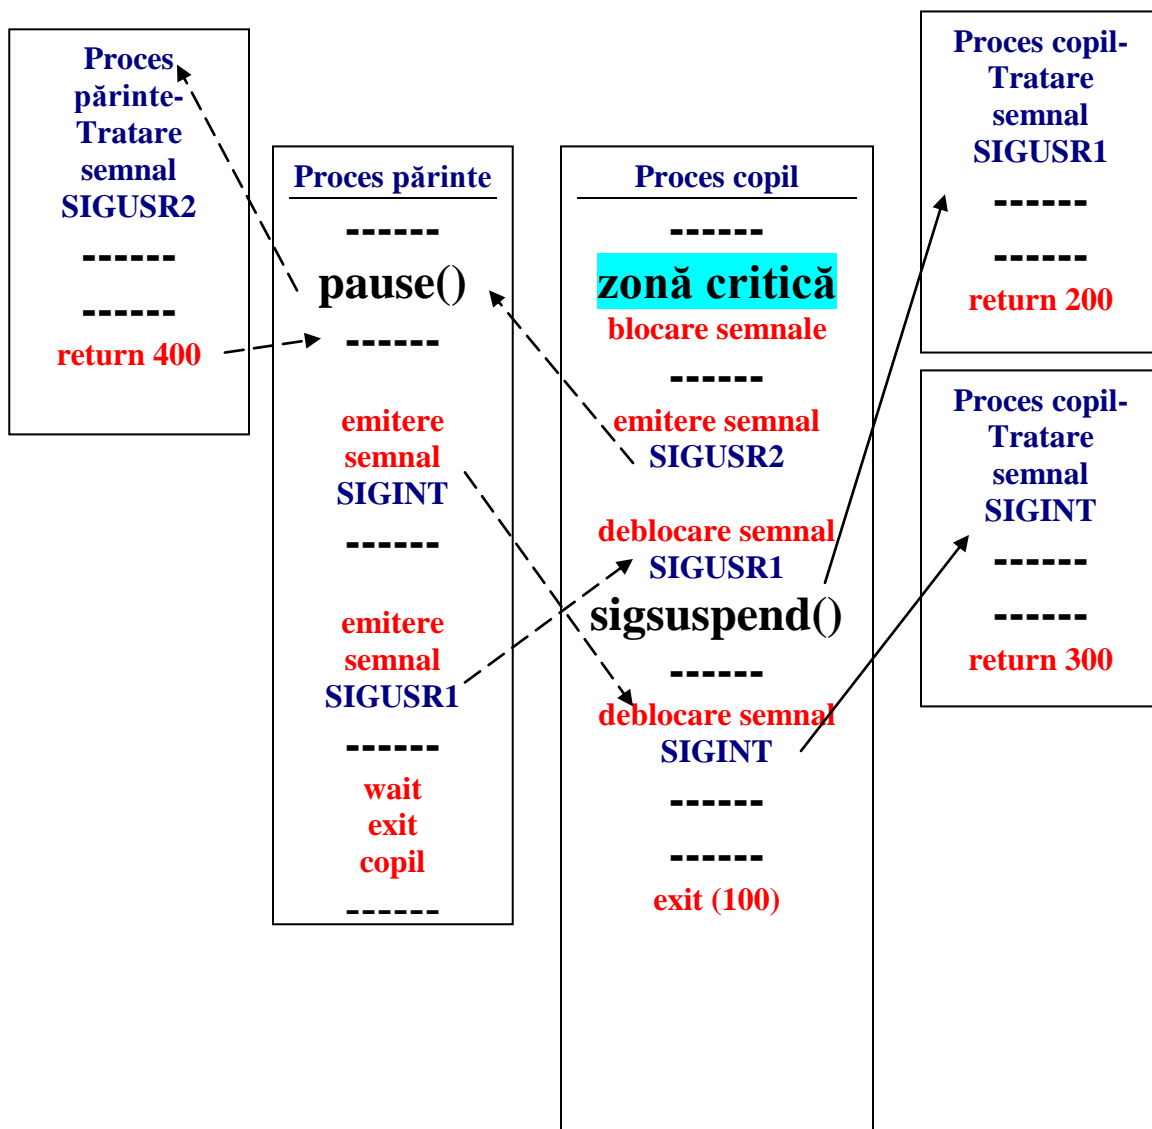 Proces
părinte-
Tratare
semnal
SIGUSR2
------
------
return 400
Proces părinte
------
pause()
------
emitere
semnal
SIGINT
------
emitere
semnal
SIGUSR1
------
wait
exit
copil
------
Proces copil
------
zonă critică
blocare semnale
------
emitere semnal
SIGUSR2
deblocare semnal
SIGUSR1
sigsuspend()
------
deblocare semnal
SIGINT
------
------
exit (100)
Proces copil-
Tratare
semnal
SIGUSR1
------
------
return 200
Proces copil-
Tratare
semnal
SIGINT
------
------
return 300